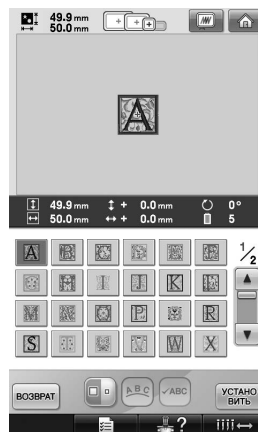 49.9 mm
50.0 mm
A
49.9 mm + 0.0 mm 0°
50.0 mm + 0.0 mm 5
A B C D E F 1/2
G H I J K L
M N O P Q R
S T U V W X
ВОЗВРАТ ABC ABC УСТАНО
ВИТЬ
?